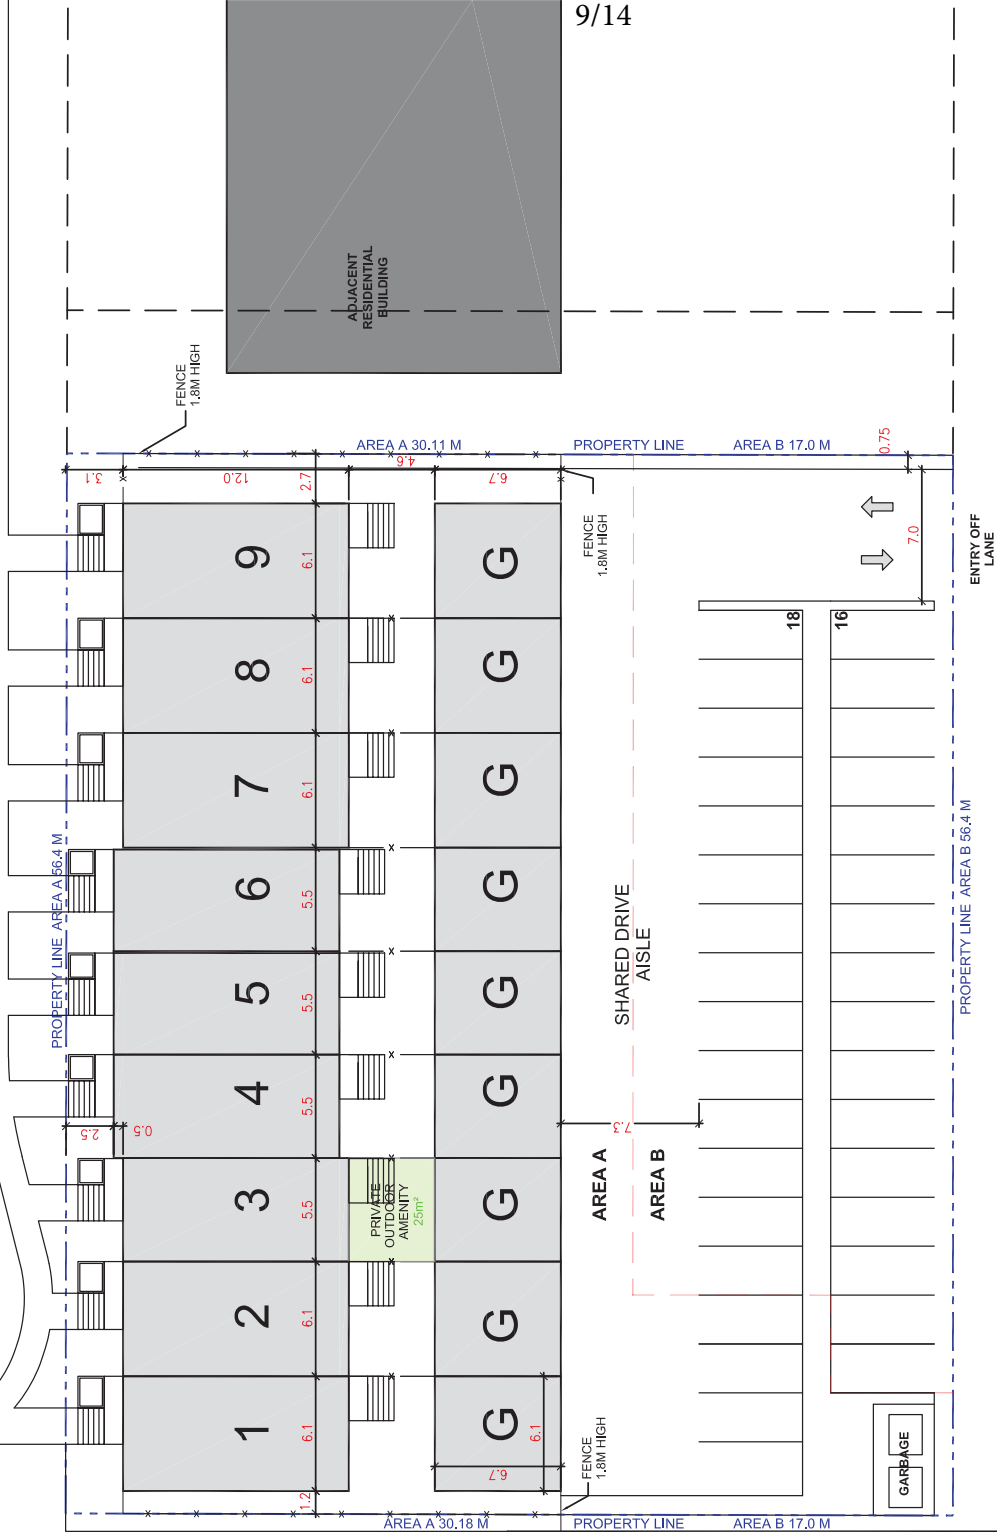 9/14
ADJACENT
RESIDENTIAL
BUILDING
FENCE
1.8M HIGH
AREA A 30.11 M
PROPERTY LINE
AREA B 17.0 M
0.75
3.1
12.0
2.7
4.6
6.7
FENCE
1.8M HIGH
7.0
ENTRY OFF
LANE
9
6.1
G
18
16
8
6.1
G
7
6.1
G
PROPERTY LINE AREA A 56.4 M
6
5.5
G
SHARED DRIVE
AISLE
PROPERTY LINE AREA B 56.4 M
5
5.5
G
4
5.5
G
2.5
0.5
7.3
AREA A
AREA B
3
5.5
PRIVATE
OUTDOOR
AMENITY
25m²
G
2
6.1
G
1
6.1
G
6.1
6.7
1.2
FENCE
1.8M HIGH
GARBAGE
AREA A 30.18 M
PROPERTY LINE
AREA B 17.0 M